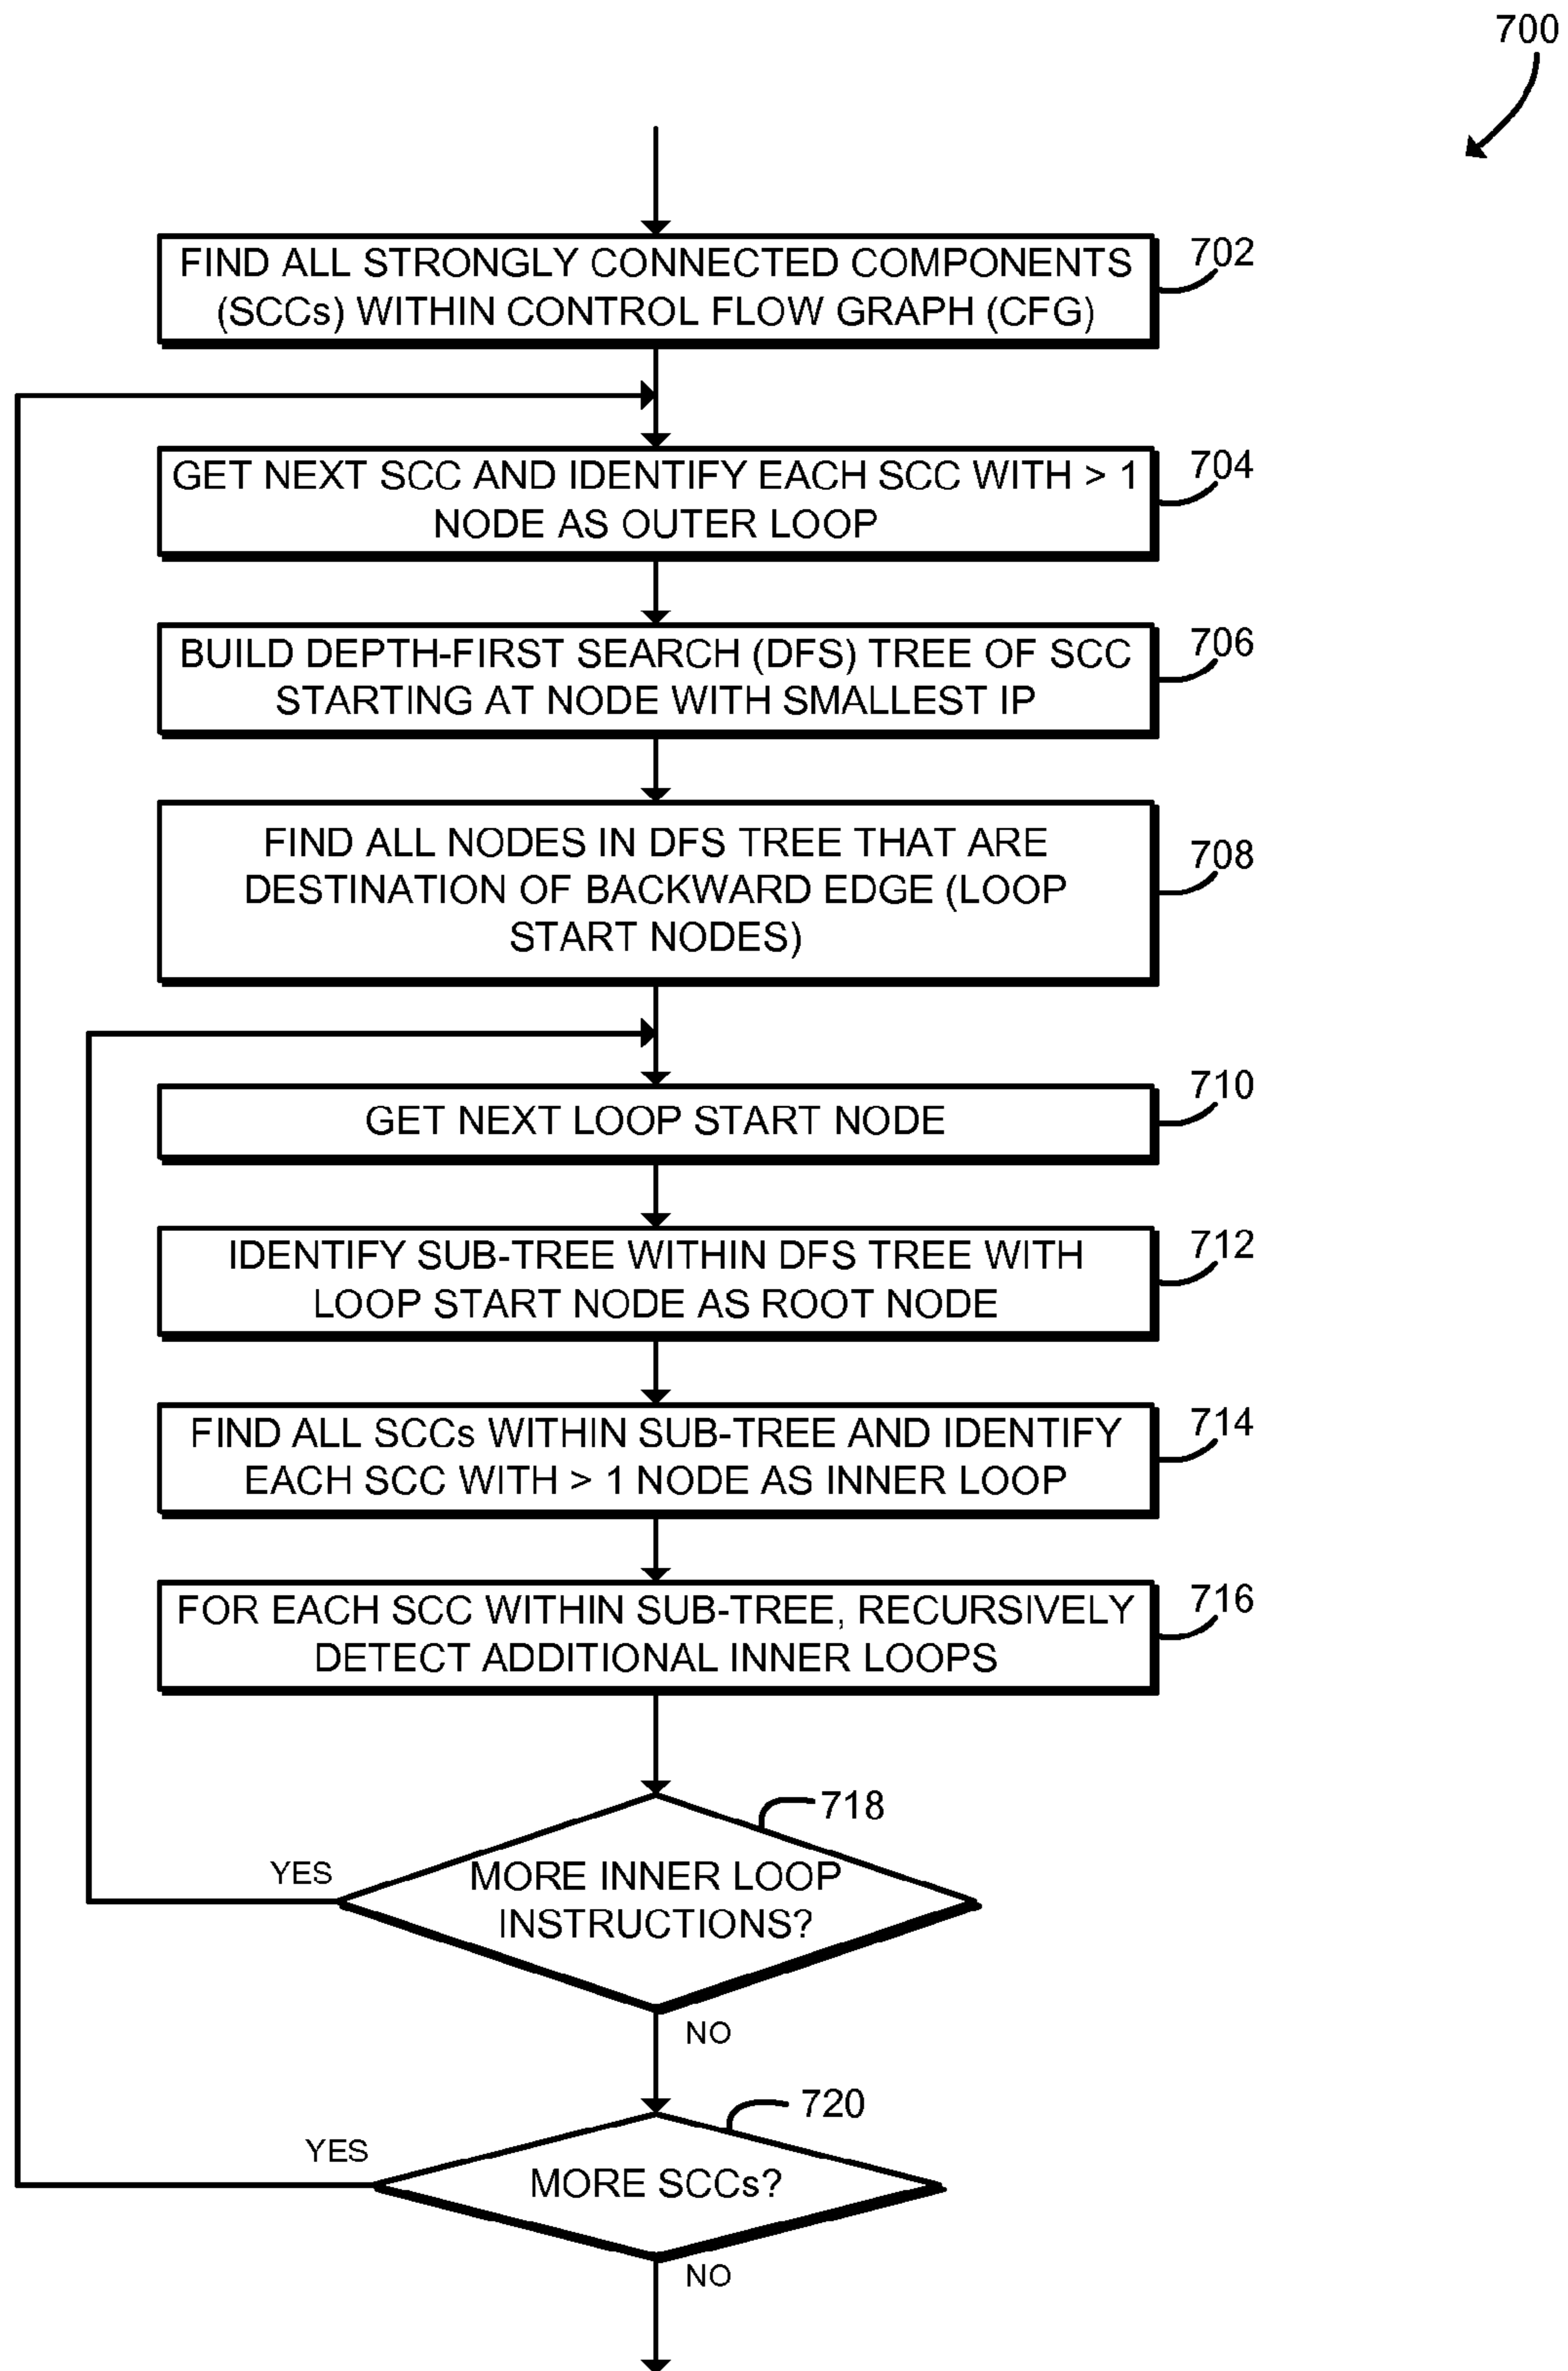 700
FIND ALL STRONGLY CONNECTED COMPONENTS
(SCCs) WITHIN CONTROL FLOW GRAPH (CFG)
702
GET NEXT SCC AND IDENTIFY EACH SCC WITH > 1
NODE AS OUTER LOOP
704
BUILD DEPTH-FIRST SEARCH (DFS) TREE OF SCC
STARTING AT NODE WITH SMALLEST IP
706
FIND ALL NODES IN DFS TREE THAT ARE
DESTINATION OF BACKWARD EDGE (LOOP
START NODES)
708
GET NEXT LOOP START NODE
710
IDENTIFY SUB-TREE WITHIN DFS TREE WITH
LOOP START NODE AS ROOT NODE
712
FIND ALL SCCs WITHIN SUB-TREE AND IDENTIFY
EACH SCC WITH > 1 NODE AS INNER LOOP
714
FOR EACH SCC WITHIN SUB-TREE, RECURSIVELY
DETECT ADDITIONAL INNER LOOPS
716
718
YES
MORE INNER LOOP
INSTRUCTIONS?
NO
720
YES
MORE SCCs?
NO